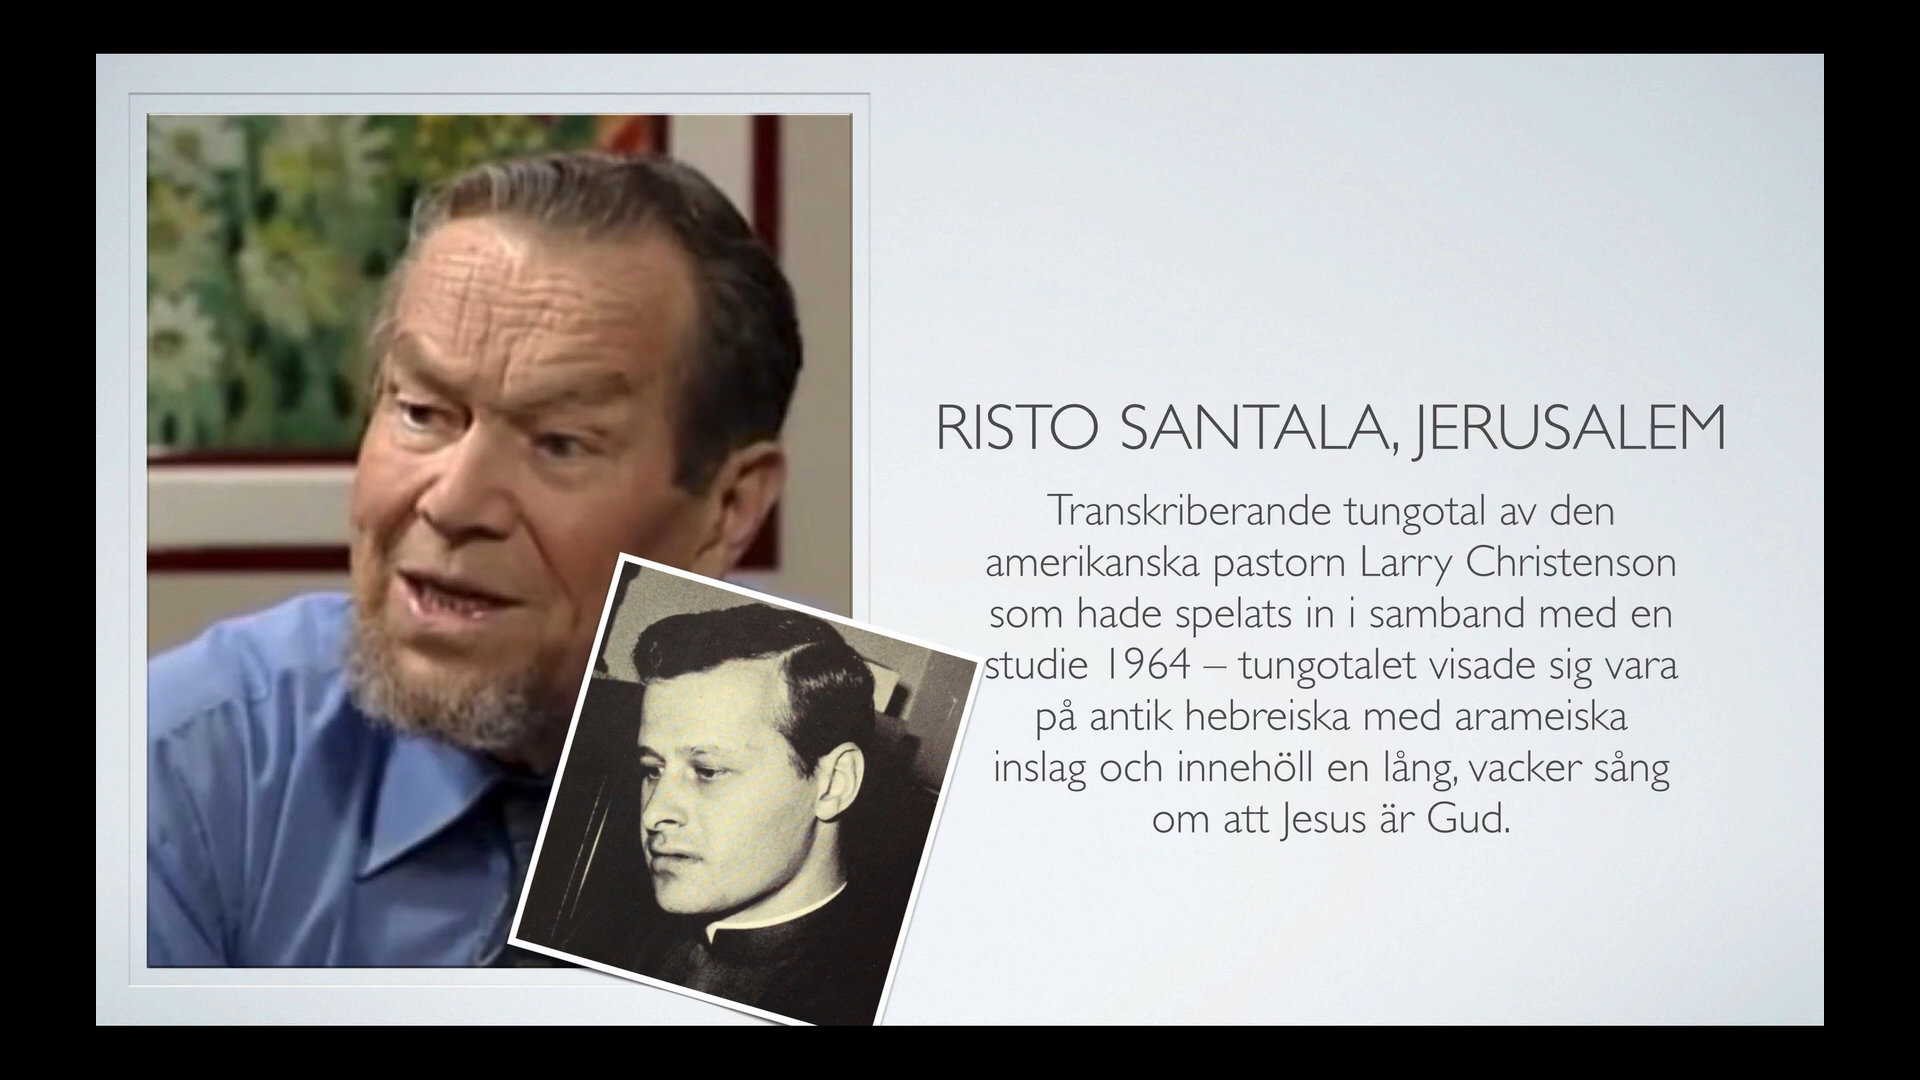 RISTO SANTALA, JERUSALEM
Transkriberande tungotal av den
amerikanska pastorn Larry Christenson
som hade spelats in i samband med en
studie 1964 – tungotalet visade sig vara
på antik hebreiska med arameiska
inslag och innehöll en lång, vacker sång
om att Jesus är Gud.